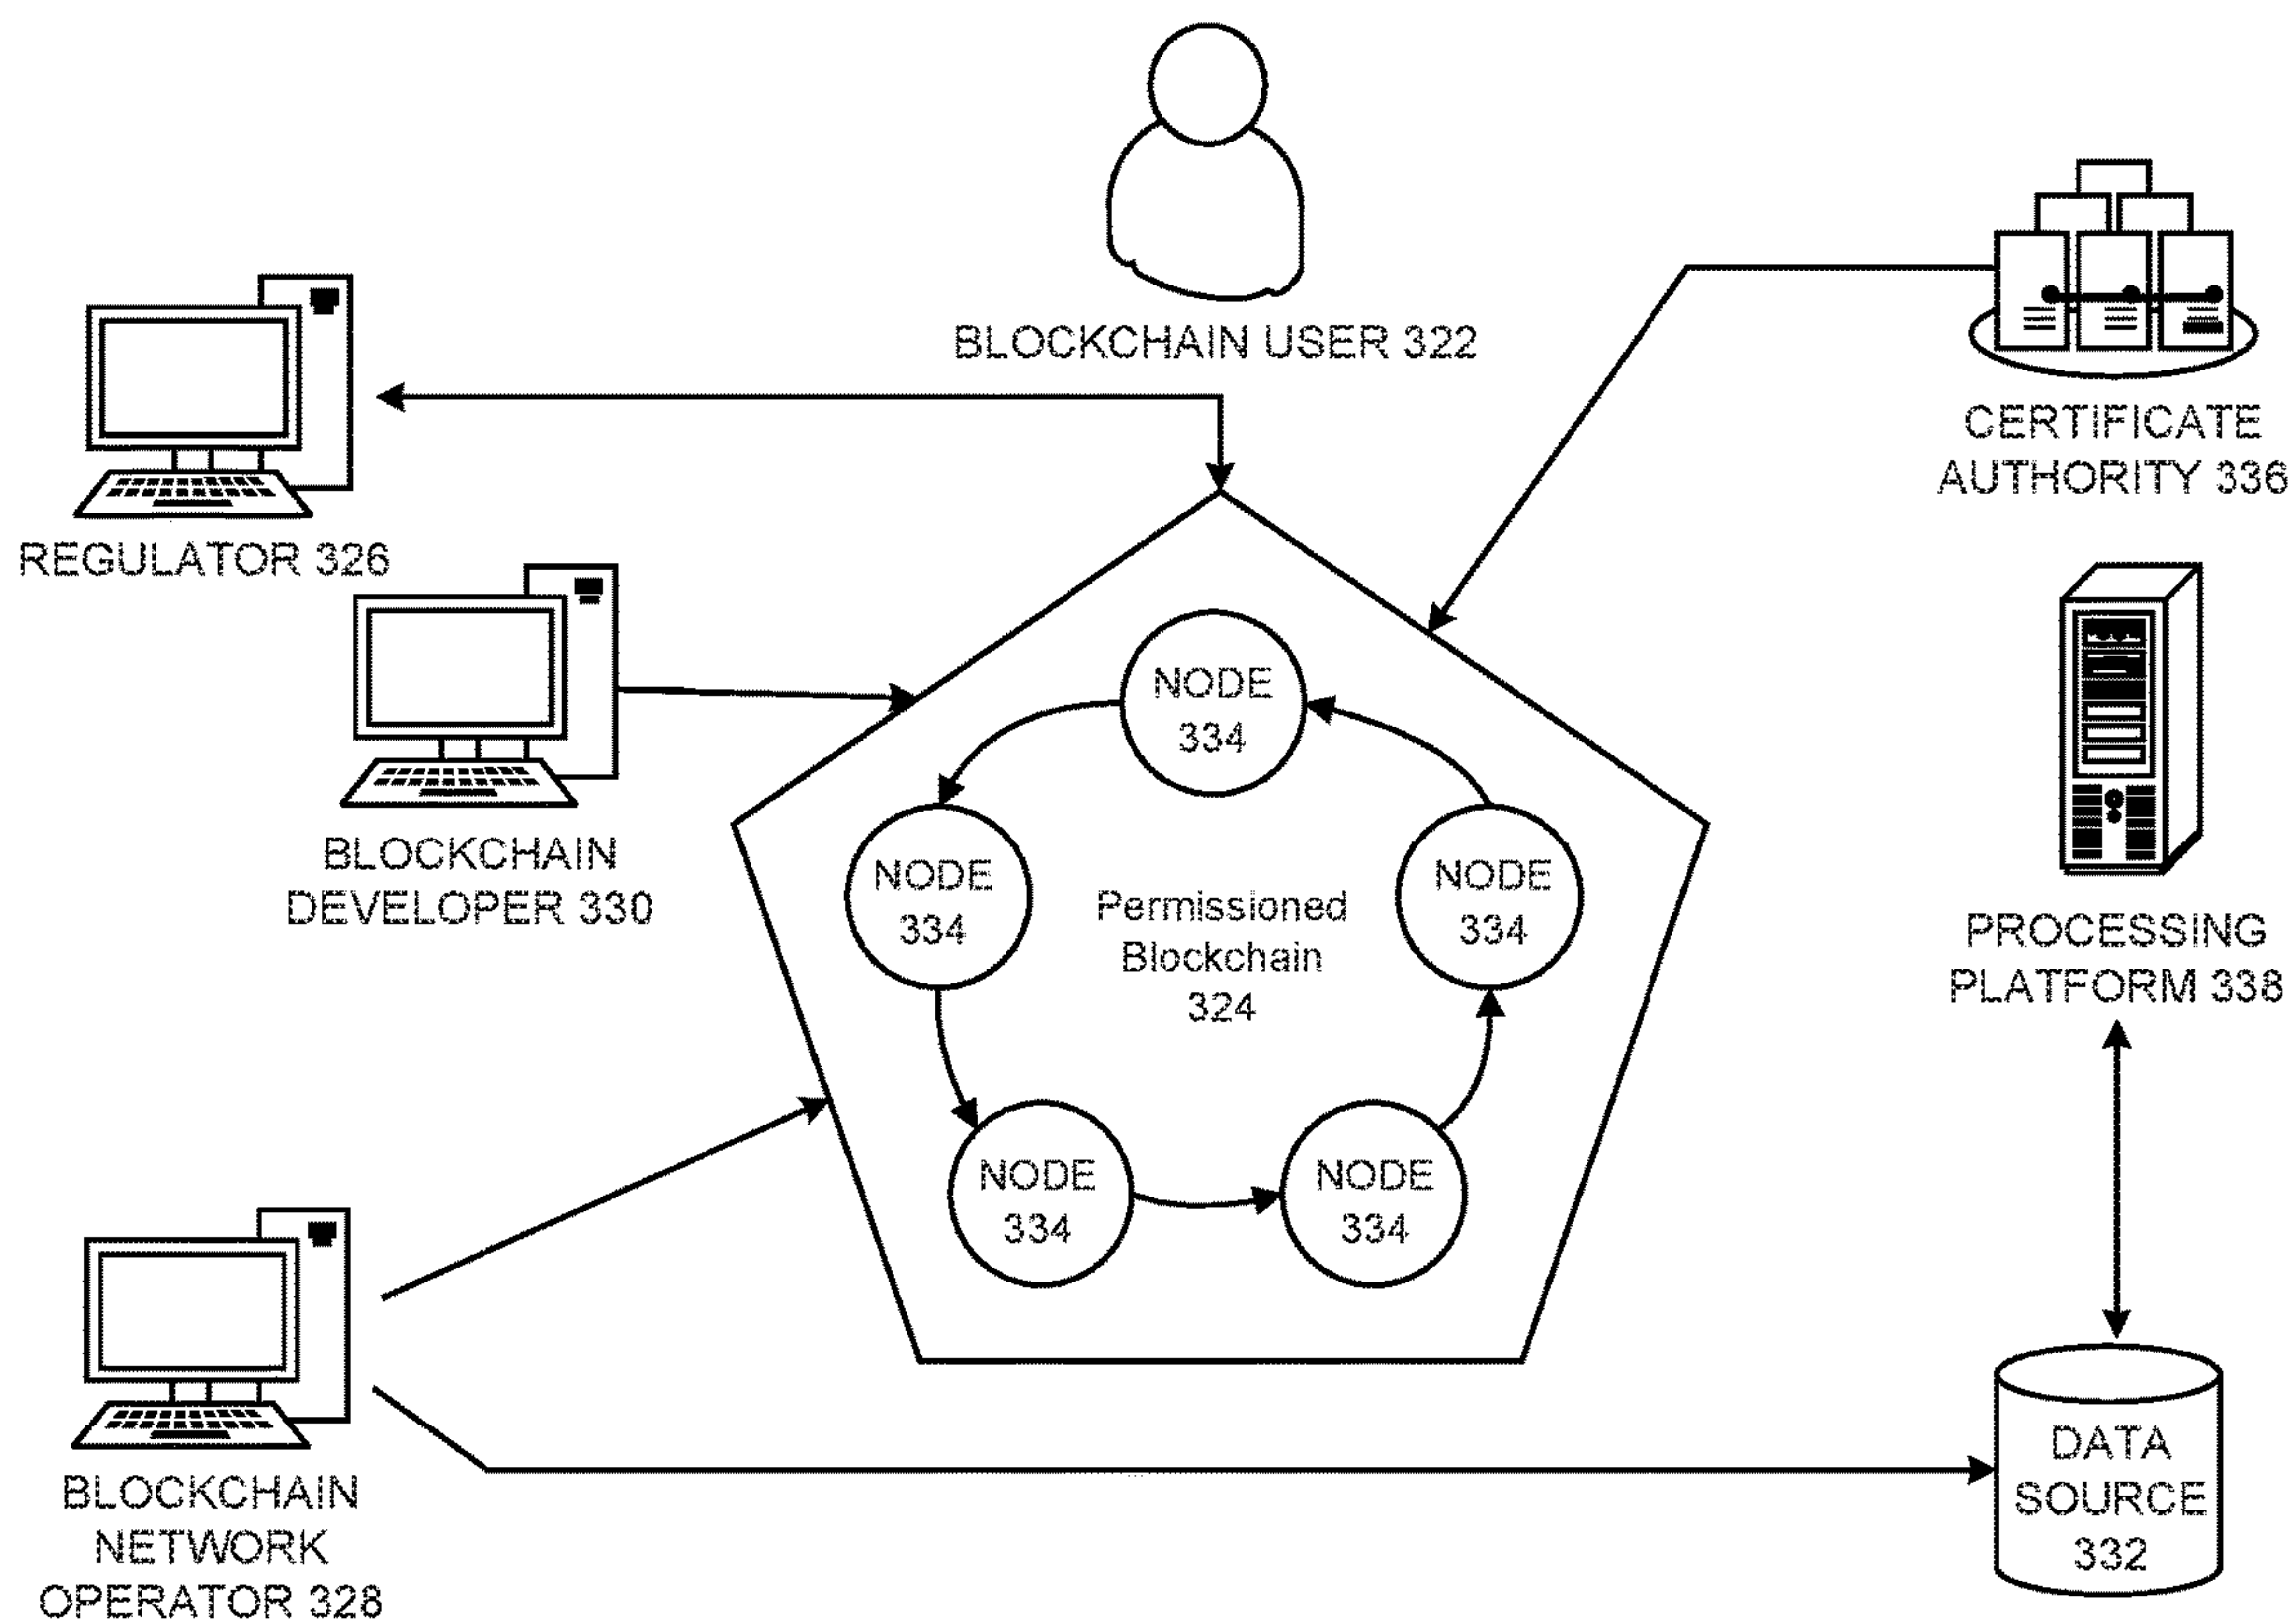 BLOCKCHAIN USER 322
CERTIFICATE
AUTHORITY 336
REGULATOR 326
BLOCKCHAIN
DEVELOPER 330
NODE
334
NODE
334
Permissioned
Blockchain
324
NODE
334
PROCESSING
PLATFORM 338
NODE
334
NODE
334
BLOCKCHAIN
NETWORK
OPERATOR 328
DATA
SOURCE
332